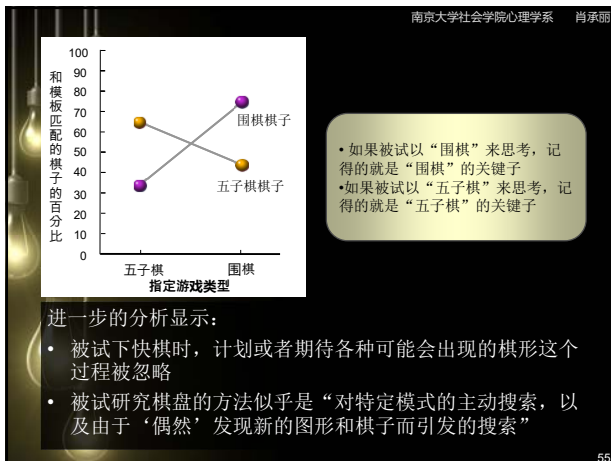 南京大学社会学院心理学系 肖承丽
和模板匹配的棋子的百分比
100
90
80
70
60
50
40
30
20
10
0
围棋棋子
五子棋棋子
五子棋 围棋
指定游戏类型
• 如果被试以“围棋”来思考，记
得的就是“围棋”的关键子
•如果被试以“五子棋”来思考，记
得的就是“五子棋”的关键子
进一步的分析显示：
• 被试下快棋时，计划或者期待各种可能会出现的棋形这个
过程被忽略
• 被试研究棋盘的方法似乎是“对特定模式的主动搜索，以
及由于‘偶然’发现新的图形和棋子而引发的搜索”
55